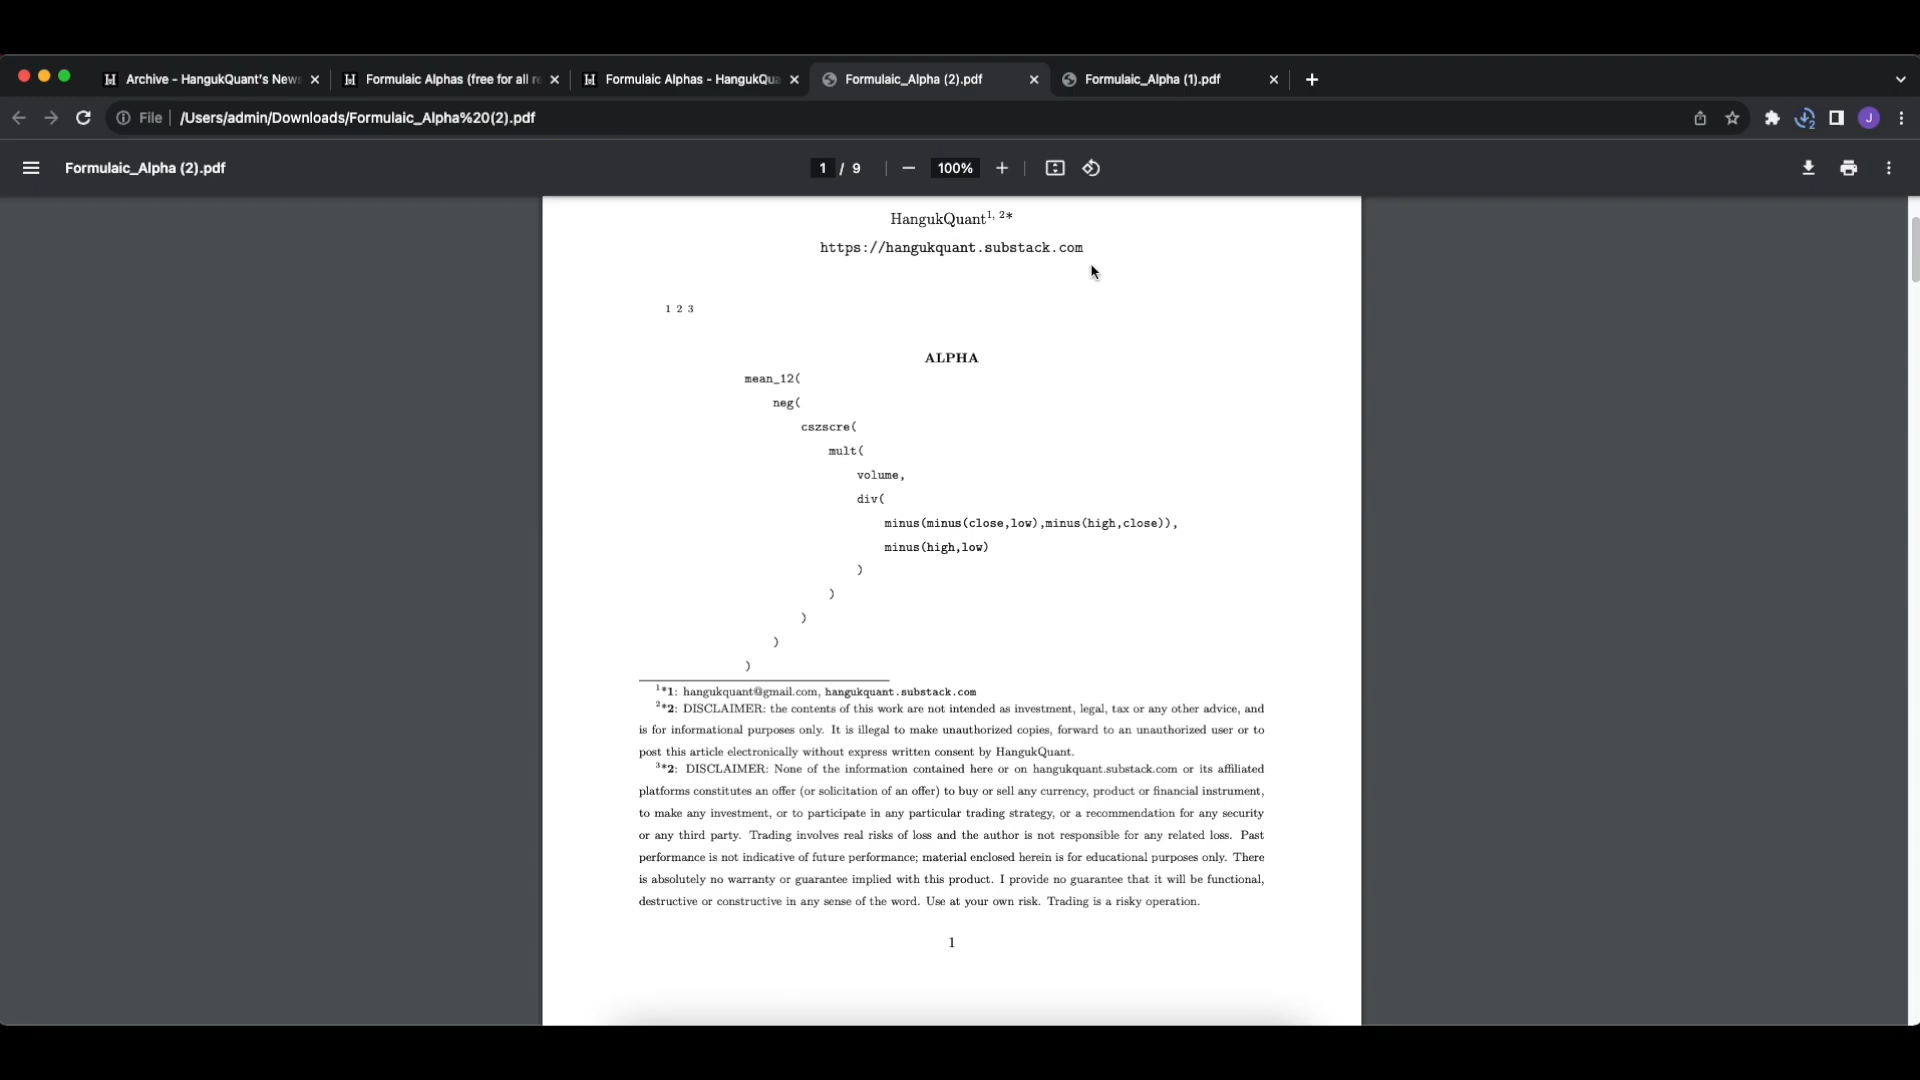 Archive - HangukQuant's News
Formulaic Alphas (free for all re
Formulaic Alphas - HangukQua
Formulaic_Alpha (2).pdf
Formulaic_Alpha (1).pdf
File | /Users/admin/Downloads/Formulaic_Alpha%20(2).pdf
J
Formulaic_Alpha (2).pdf
1 / 9
100%
HangukQuant1, 2*
https://hangukquant.substack.com
1 2 3
ALPHA
mean_12(
neg(
cszscre(
mult(
volume,
div(
minus(minus(close,low),minus(high,close)),
minus(high,low)
)
)
)
)
)
1*1: hangukquant@gmail.com, hangukquant.substack.com
2*2: DISCLAIMER: the contents of this work are not intended as investment, legal, tax or any other advice, and
is for informational purposes only. It is illegal to make unauthorized copies, forward to an unauthorized user or to
post this article electronically without express written consent by HangukQuant.
3*2: DISCLAIMER: None of the information contained here or on hangukquant.substack.com or its affiliated
platforms constitutes an offer (or solicitation of an offer) to buy or sell any currency, product or financial instrument,
to make any investment, or to participate in any particular trading strategy, or a recommendation for any security
or any third party. Trading involves real risks of loss and the author is not responsible for any related loss. Past
performance is not indicative of future performance; material enclosed herein is for educational purposes only. There
is absolutely no warranty or guarantee implied with this product. I provide no guarantee that it will be functional,
destructive or constructive in any sense of the word. Use at your own risk. Trading is a risky operation.
1